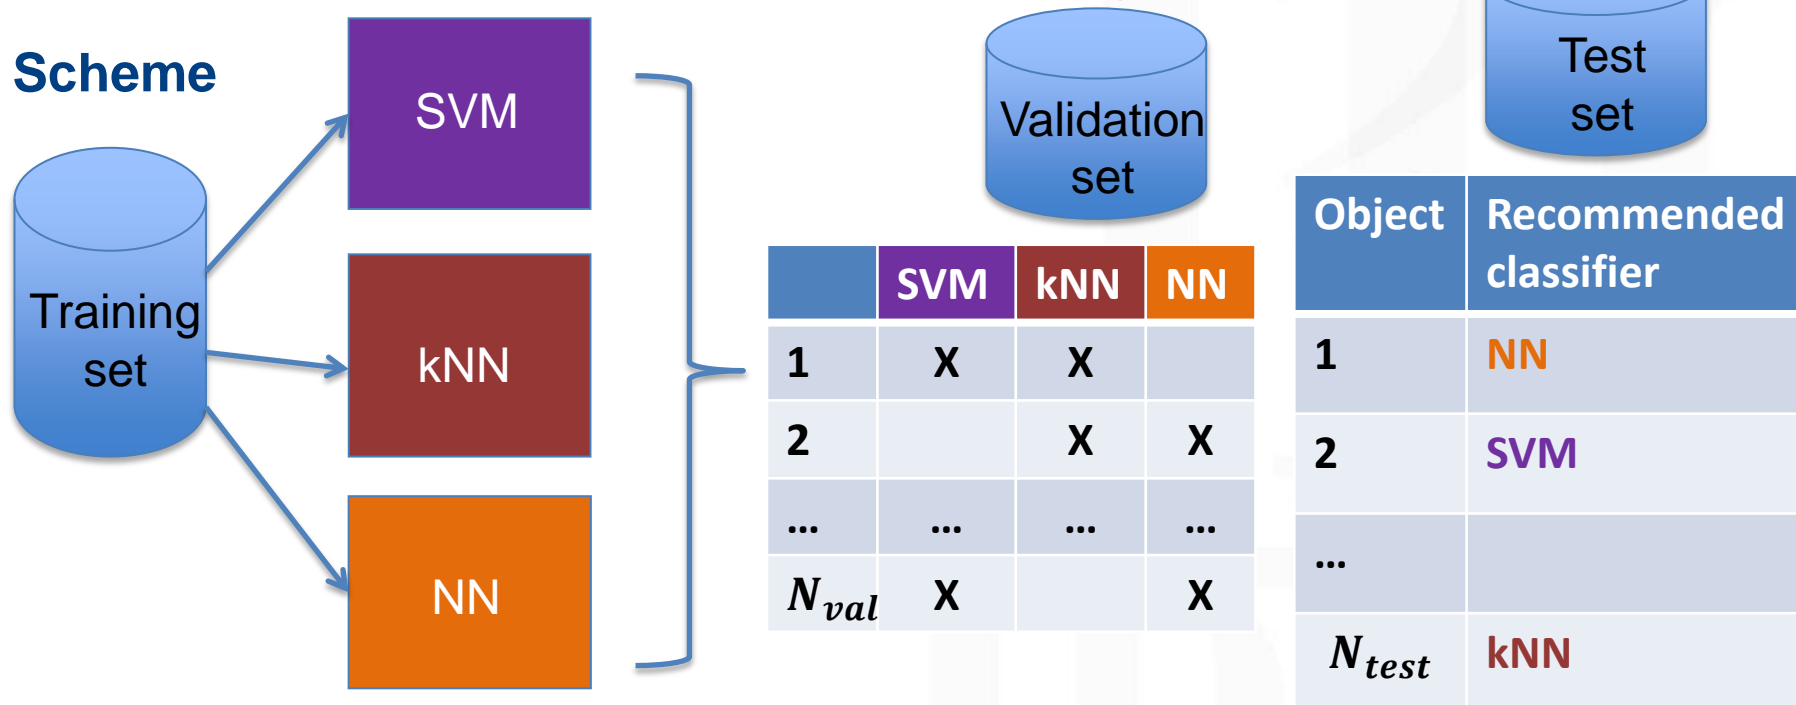 Scheme
Training
set
SVM
kNN
NN
Validation
set
SVM kNN NN
1 X X
2 X X
... ... ... ...
N_val X X
Test
set
Object Recommended
classifier
1 NN
2 SVM
...
N_test kNN